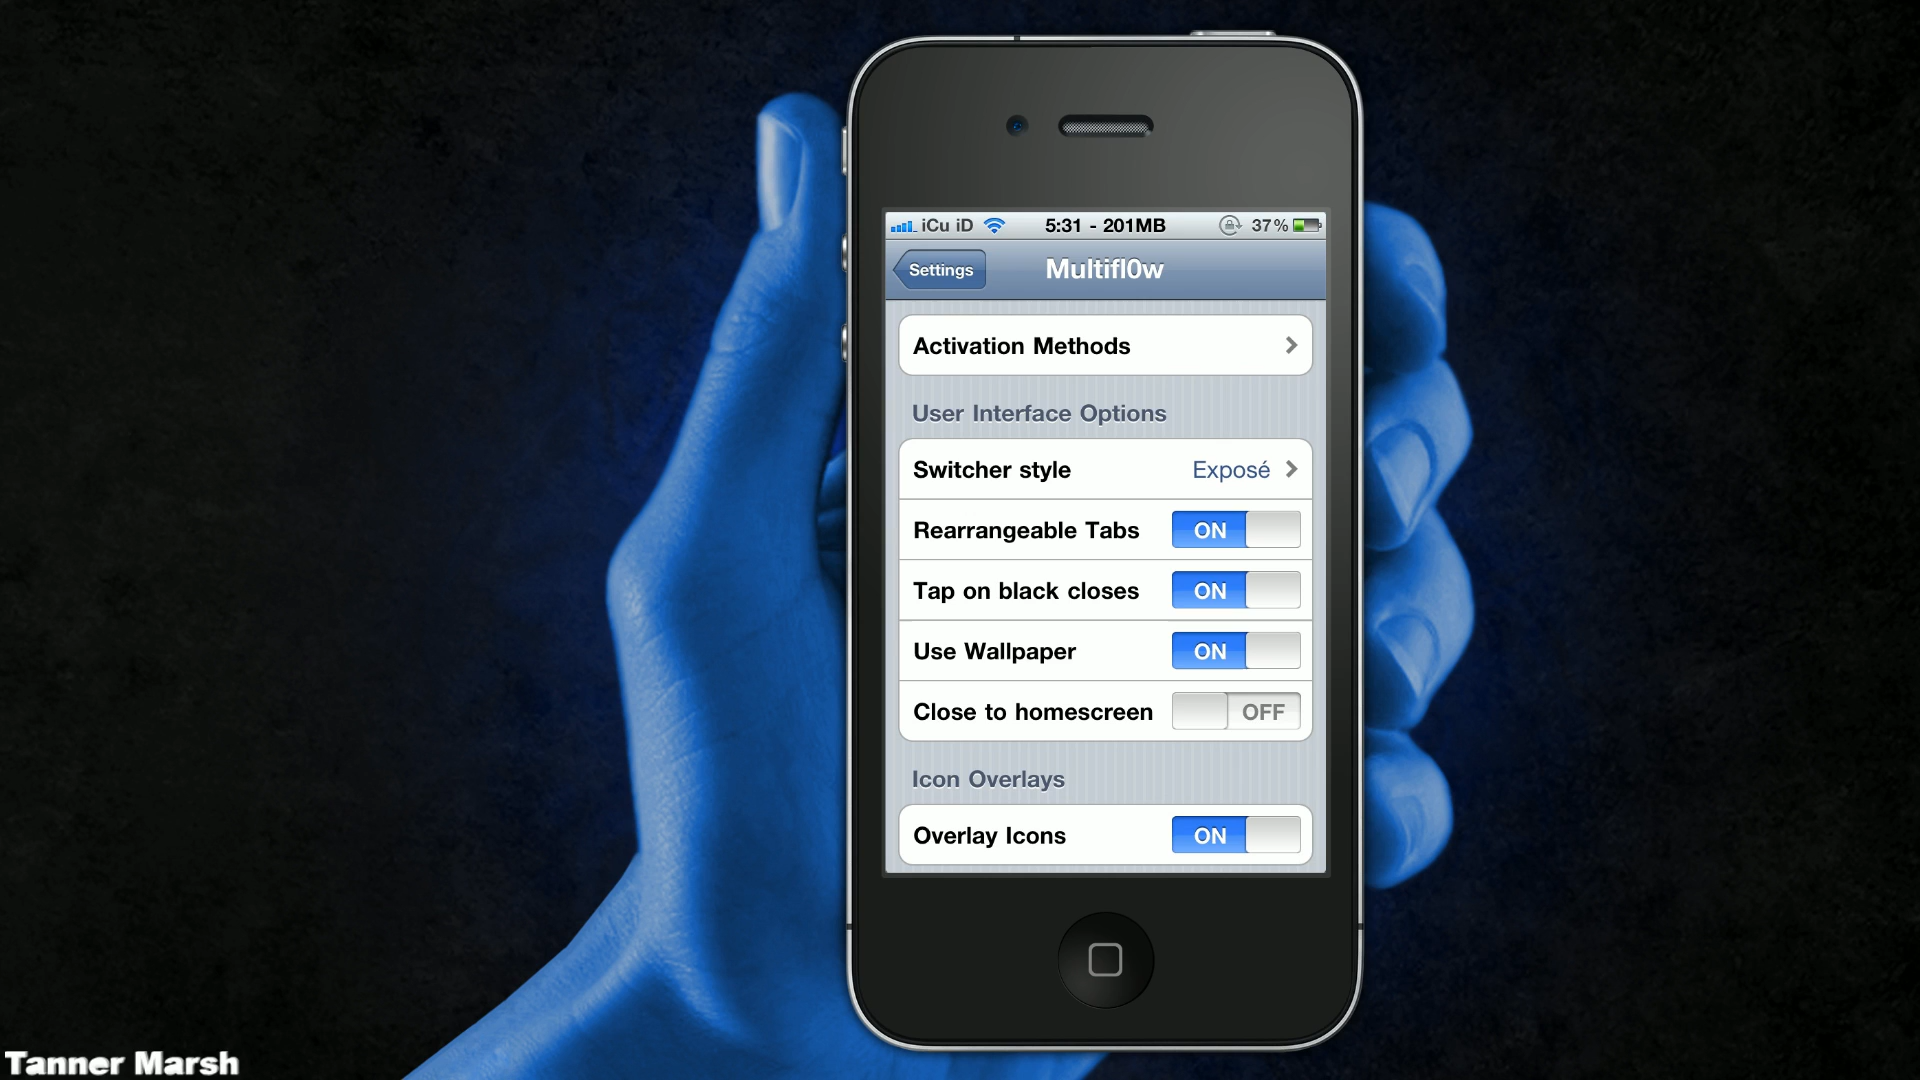 iCu iD 5:31 - 201MB 37%
Settings Multifl0w
Activation Methods
User Interface Options
Switcher style Exposé
Rearrangeable Tabs ON
Tap on black closes ON
Use Wallpaper ON
Close to homescreen OFF
Icon Overlays
Overlay Icons ON
Tanner Marsh